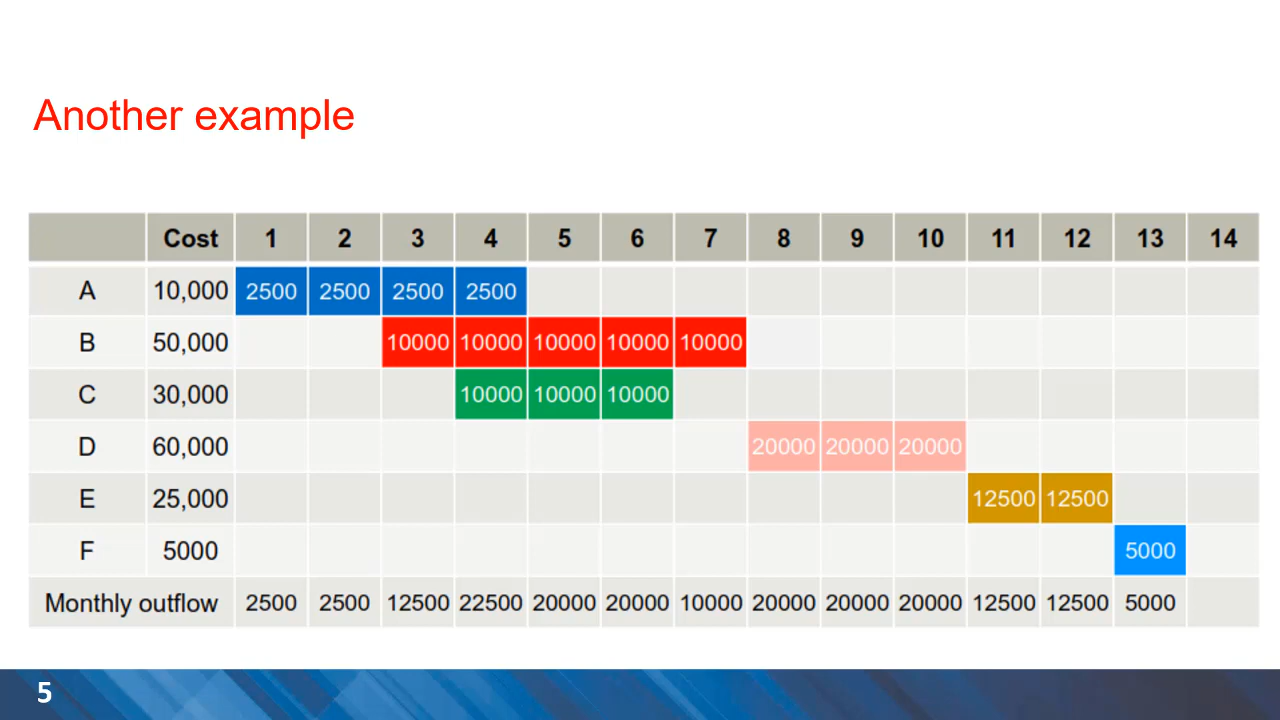 Another example
Cost 1 2 3 4 5 6 7 8 9 10 11 12 13 14
A 10,000 2500 2500 2500 2500
B 50,000 10000 10000 10000 10000 10000
C 30,000 10000 10000 10000
D 60,000 20000 20000 20000
E 25,000 12500 12500
F 5000 5000
Monthly outflow 2500 2500 12500 22500 20000 20000 10000 20000 20000 20000 12500 12500 5000
5